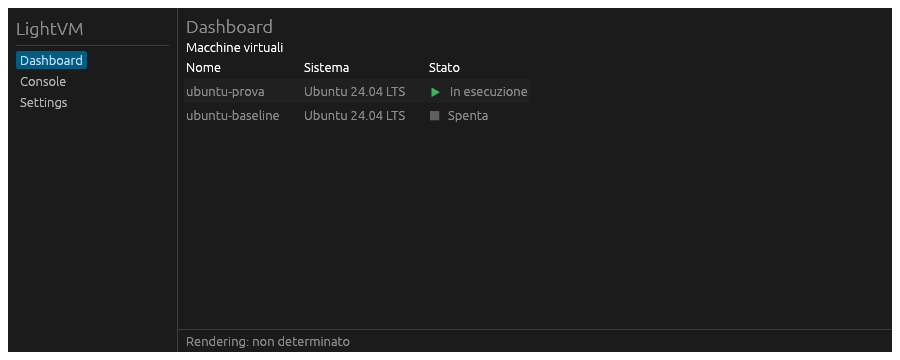 LightVM
Dashboard
Console
Settings
Dashboard
Macchine virtuali
Nome Sistema Stato
ubuntu-prova Ubuntu 24.04 LTS In esecuzione
ubuntu-baseline Ubuntu 24.04 LTS Spenta
Rendering: non determinato